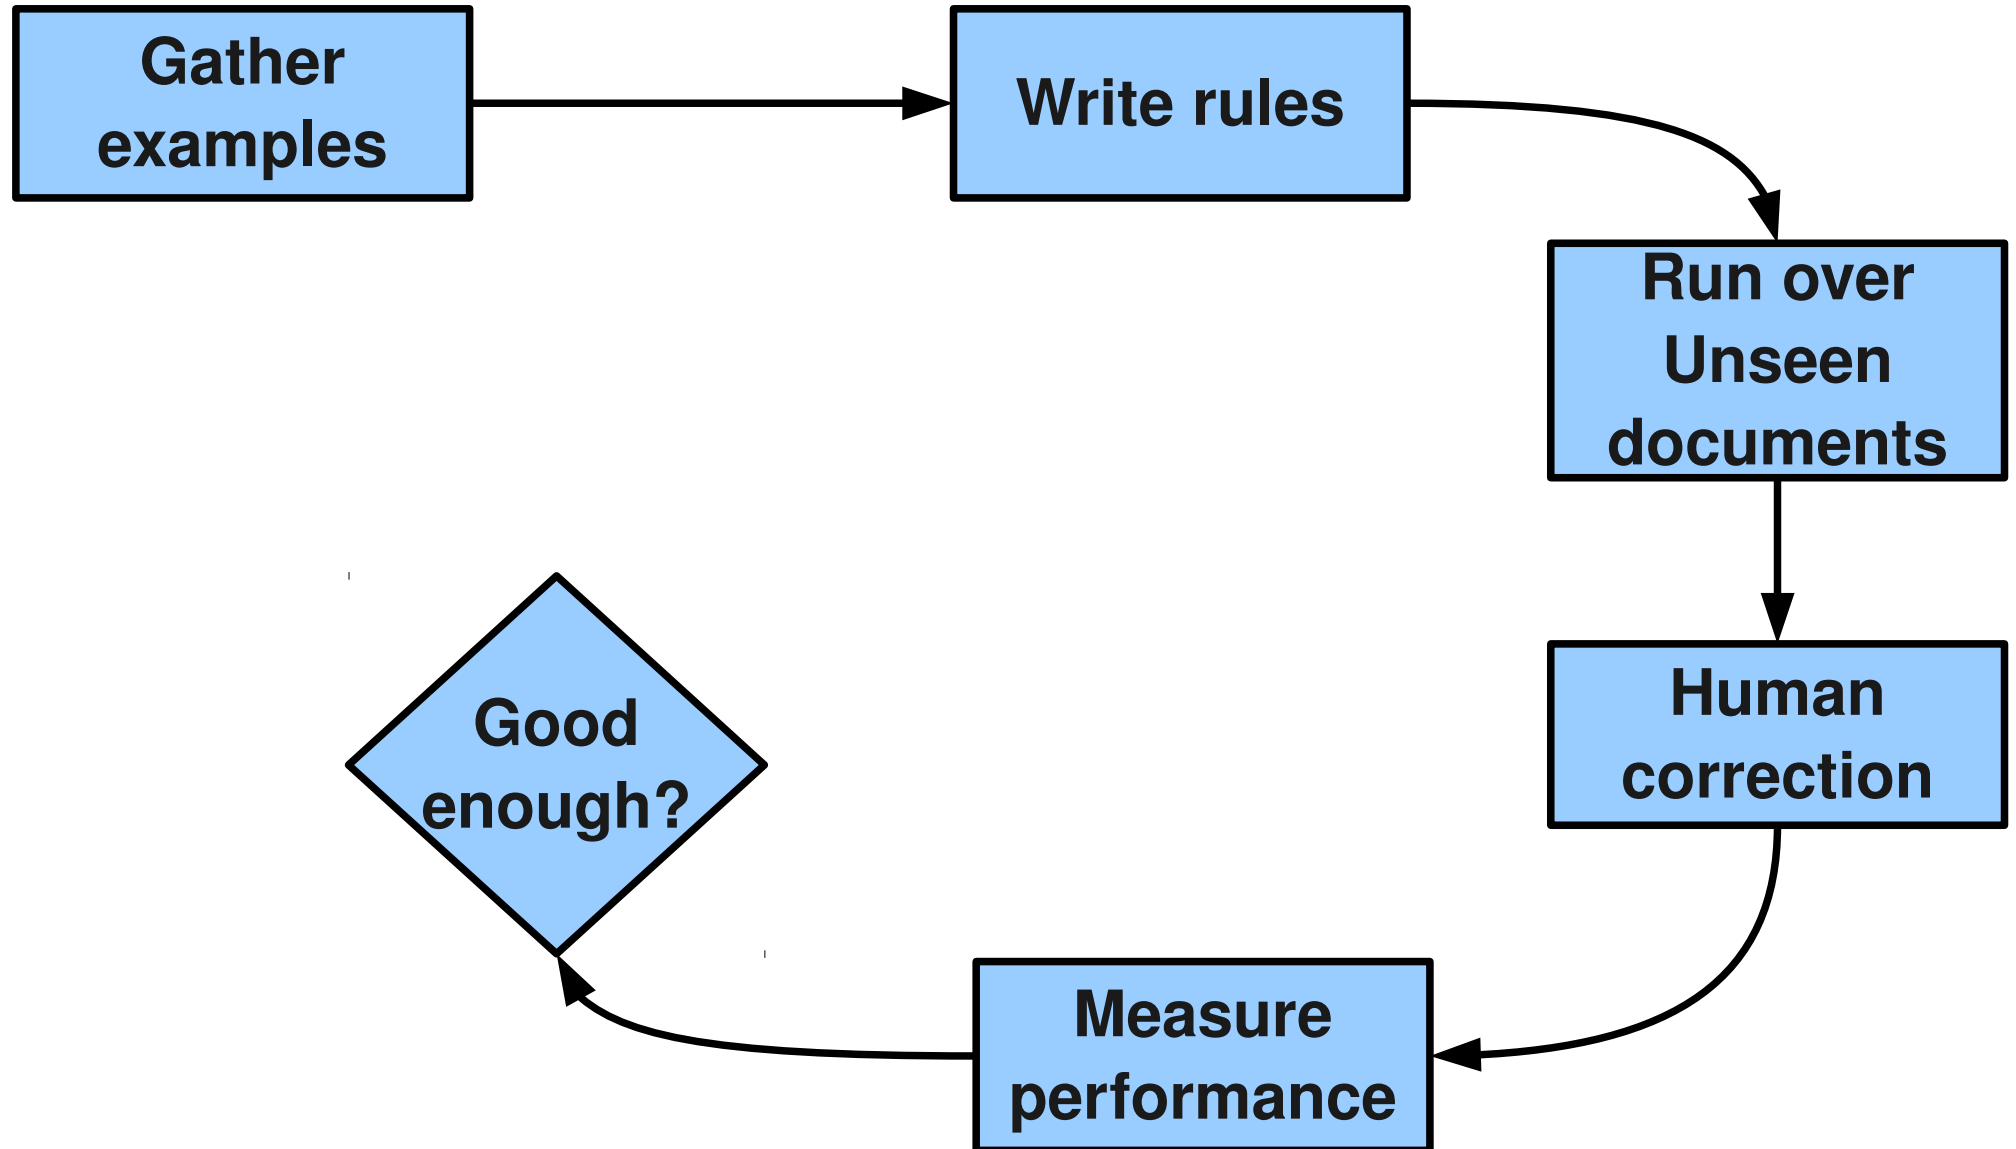 Gather
examples
Write rules
Run over
Unseen
documents
Human
correction
Measure
performance
Good
enough?